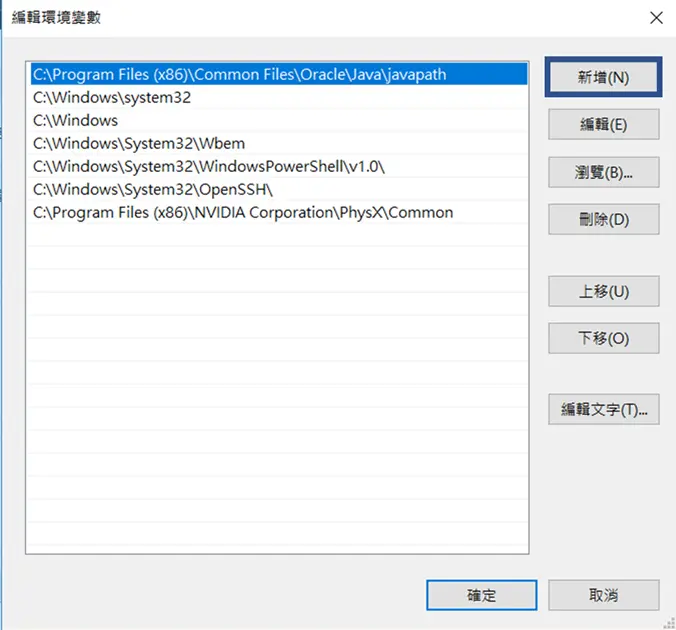 編輯環境變數
C:\Program Files (x86)\Common Files\Oracle\Java\javapath
C:\Windows\system32
C:\Windows
C:\Windows\System32\Wbem
C:\Windows\System32\WindowsPowerShell\v1.0\
C:\Windows\System32\OpenSSH\
C:\Program Files (x86)\NVIDIA Corporation\PhysX\Common
新增(N)
編輯(E)
瀏覽(B)...
刪除(D)
上移(U)
下移(O)
編輯文字(T)...
確定
取消